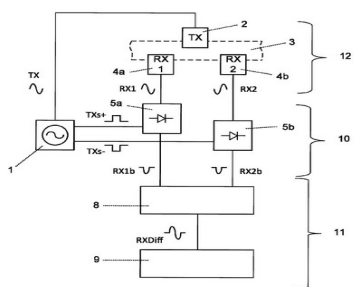 2
TX
3
RX
1
RX
2
12
4a
4b
TX
RX1
RX2
5a
TXs+
5b
10
TXs-
1
RX1b
RX2b
8
11
RXDiff
9